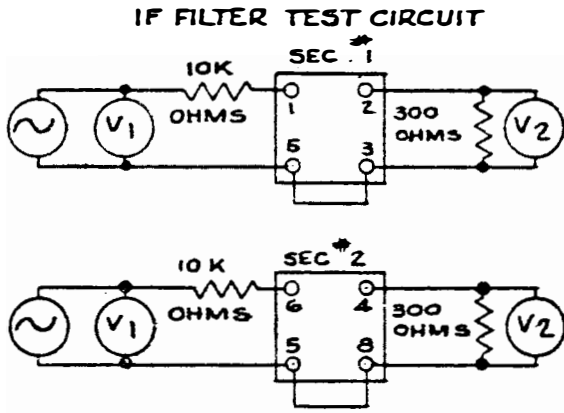 IF FILTER TEST CIRCUIT
SEC. #1
10K
OHMS
1
2
300
OHMS
V1
V2
5
3
SEC #2
10K
OHMS
6
4
300
OHMS
V1
V2
5
8